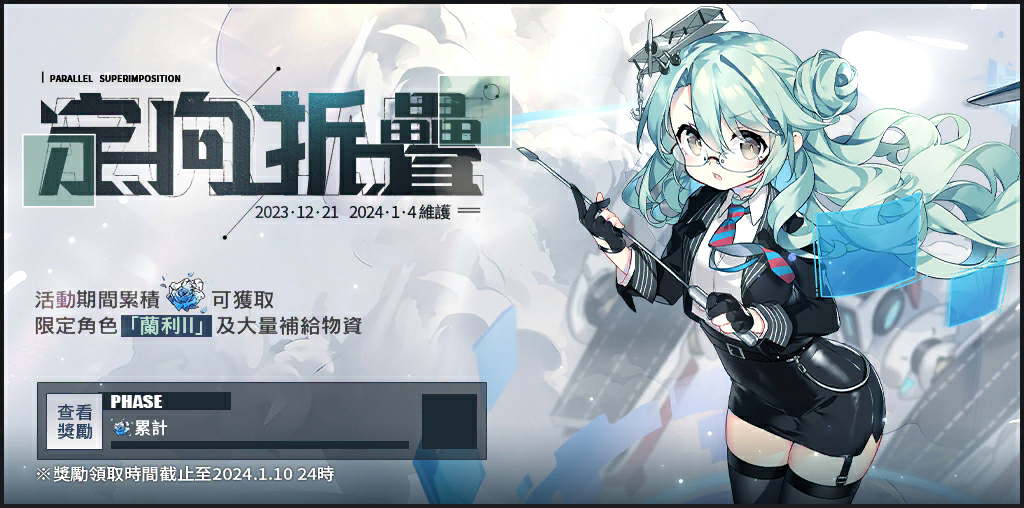 PARALLEL SUPERIMPOSITION
定向折疊
2023·12·21 2024·1·4維護
活動期間累積 可獲取
限定角色「蘭利II」及大量補給物資
查看
獎勵
PHASE
累計
※獎勵領取時間截止至2024.1.10 24時